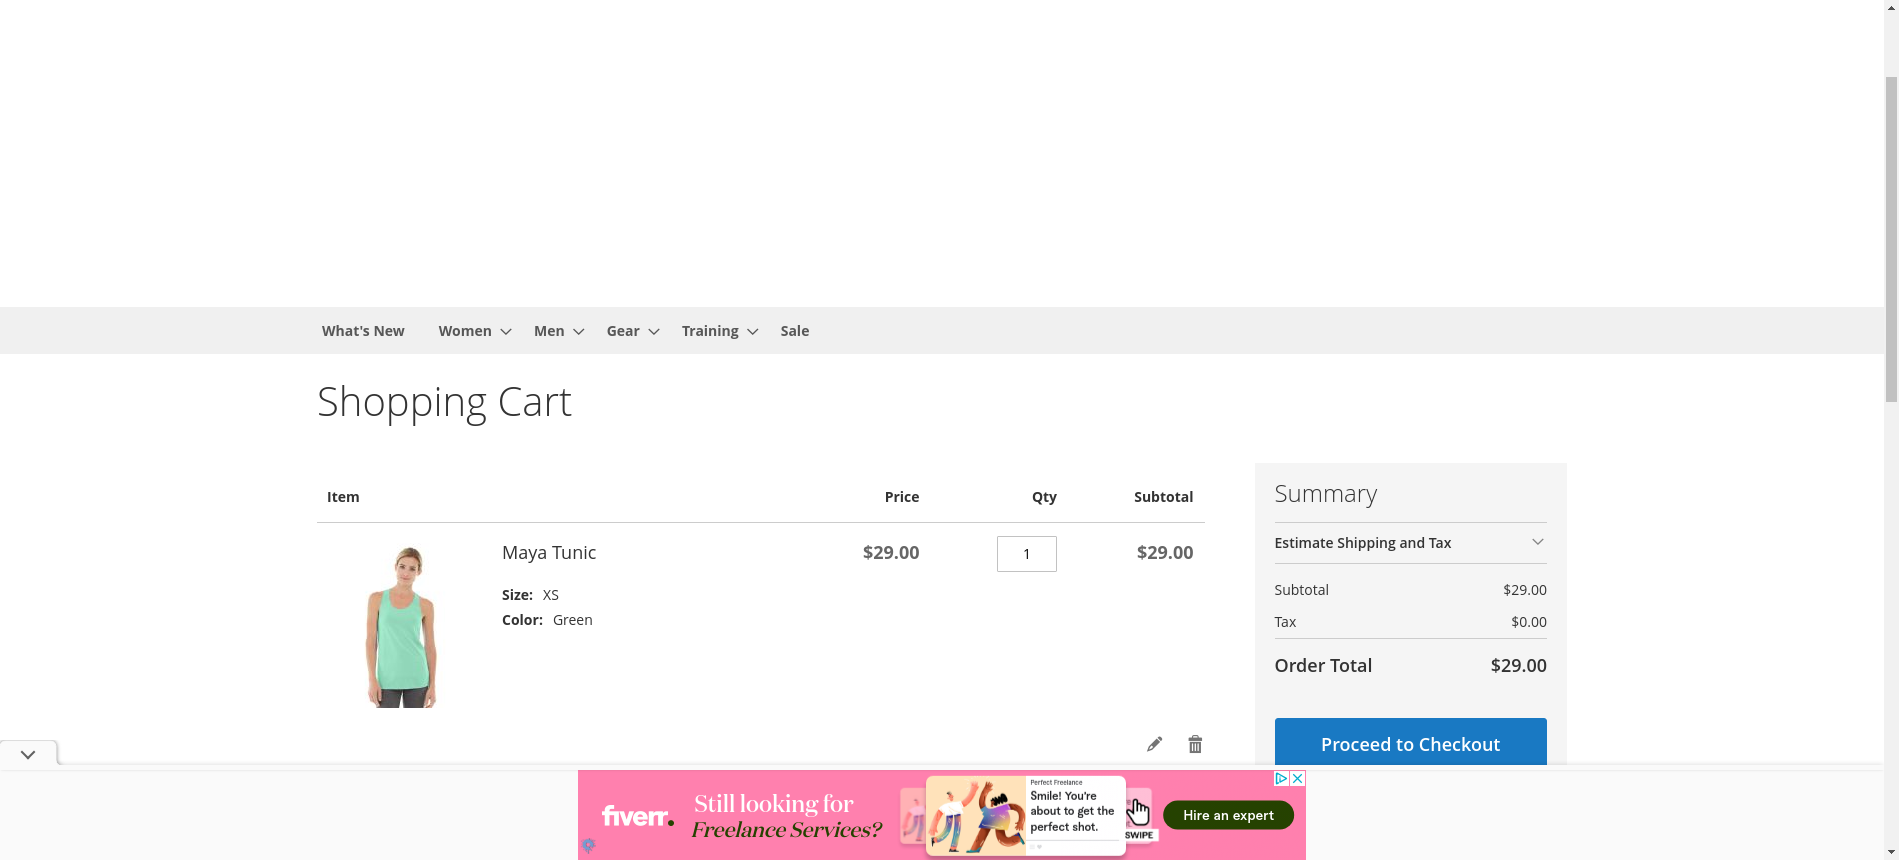 What's New Women Men Gear Training Sale
Shopping Cart
Item Price Qty Subtotal
Maya Tunic $29.00 1 $29.00
Size: XS
Color: Green
Summary
Estimate Shipping and Tax
Subtotal $29.00
Tax $0.00
Order Total $29.00
Proceed to Checkout
fiverr.
Still looking for
Freelance Services?
Perfect Freelance
Smile! You're
about to get the
perfect shot.
SWIPE
Hire an expert